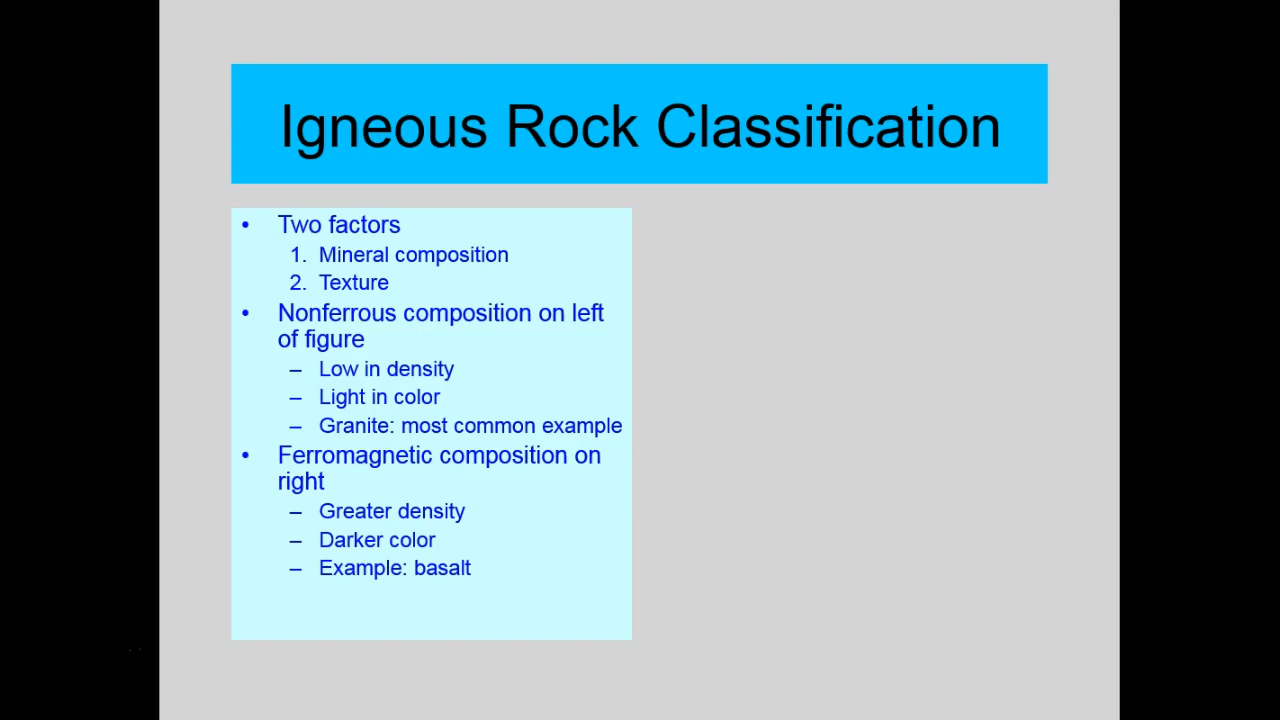 Igneous Rock Classification
• Two factors
1. Mineral composition
2. Texture
• Nonferrous composition on left
of figure
– Low in density
– Light in color
– Granite: most common example
• Ferromagnetic composition on
right
– Greater density
– Darker color
– Example: basalt